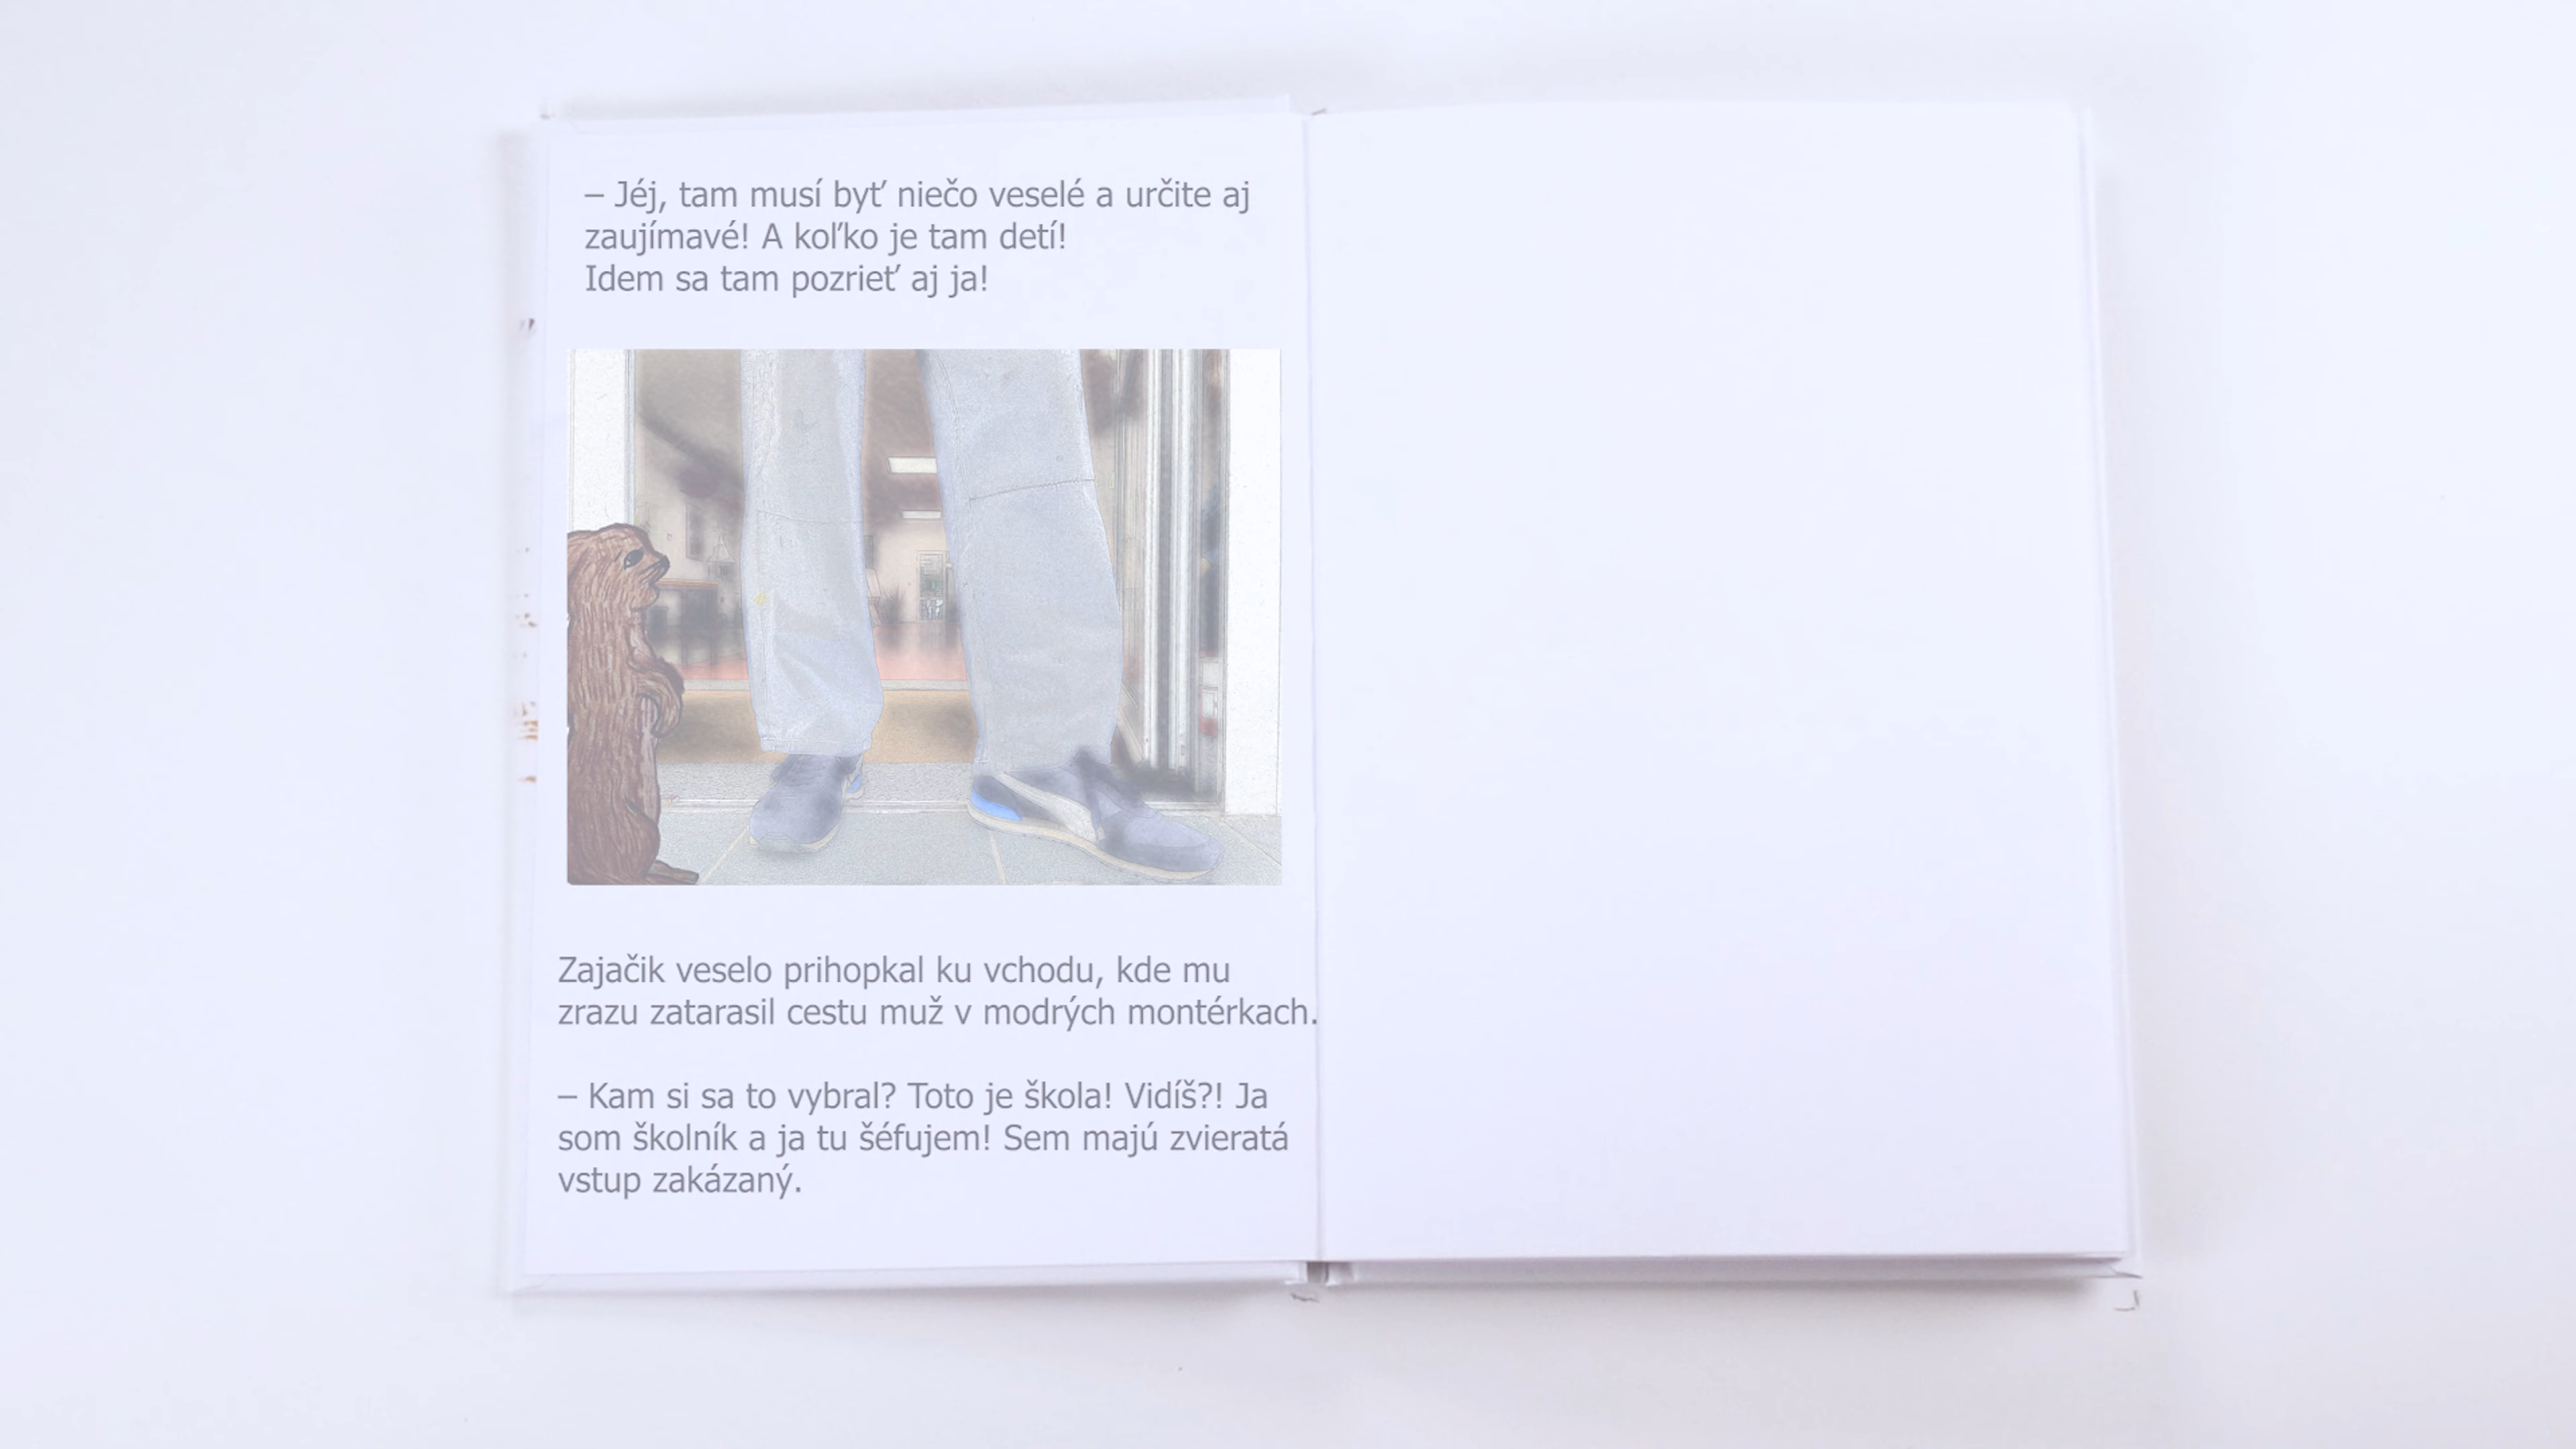 – Jéj, tam musí byť niečo veselé a určite aj
zaujímavé! A koľko je tam detí!
Idem sa tam pozrieť aj ja!
Zajačik veselo prihopkal ku vchodu, kde mu
zrazu zatarasil cestu muž v modrých montérkach.
– Kam si sa to vybral? Toto je škola! Vidíš?! Ja
som školník a ja tu šéfujem! Sem majú zvieratá
vstup zakázaný.